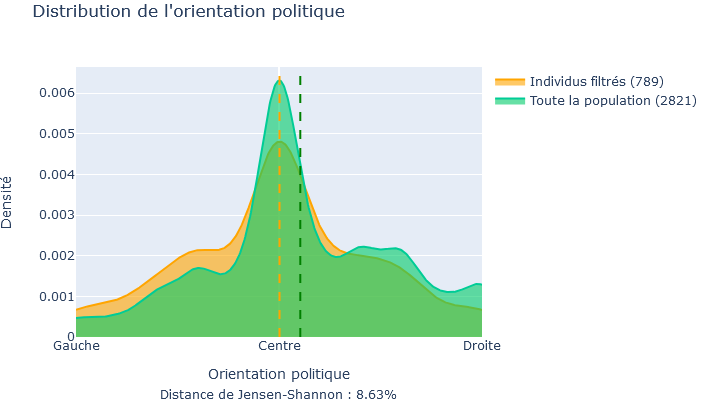 Distribution de l'orientation politique
Individus filtrés (789)
Toute la population (2821)
0.006
0.005
0.004
0.003
0.002
0.001
0
Densité
Gauche
Centre
Droite
Orientation politique
Distance de Jensen-Shannon : 8.63%